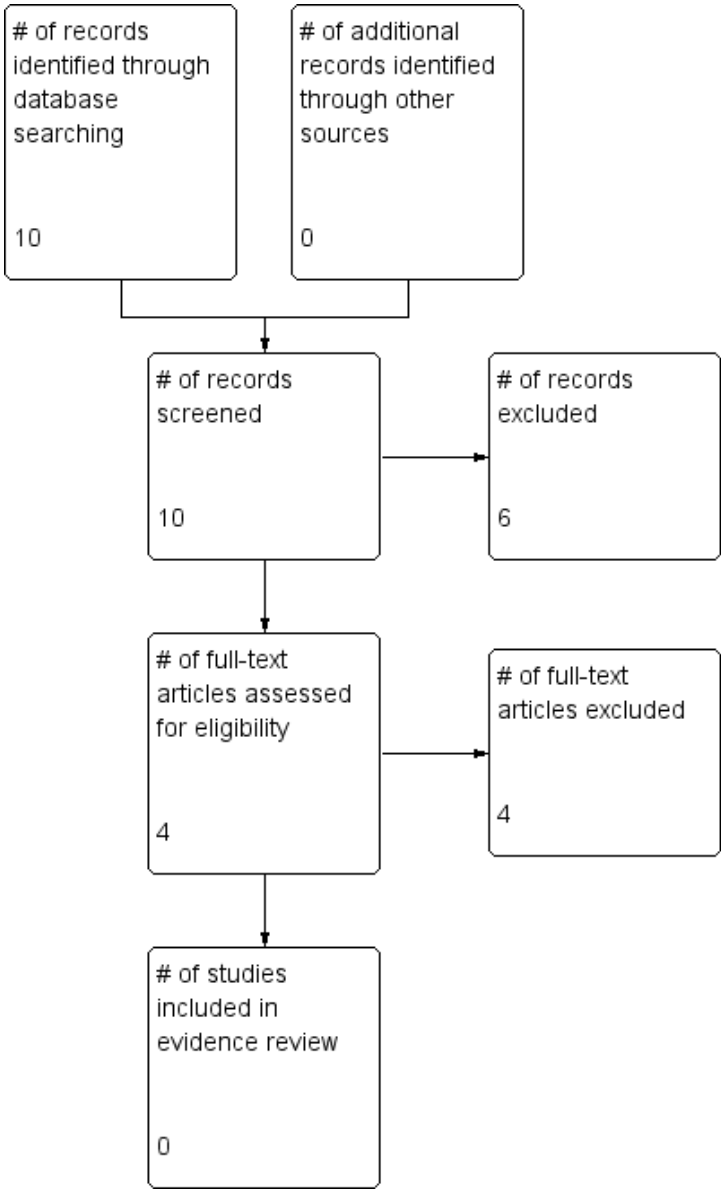 # of records
identified through
database
searching
10
# of additional
records identified
through other
sources
0
# of records
screened
10
# of records
excluded
6
# of full-text
articles assessed
for eligibility
4
# of full-text
articles excluded
4
# of studies
included in
evidence review
0